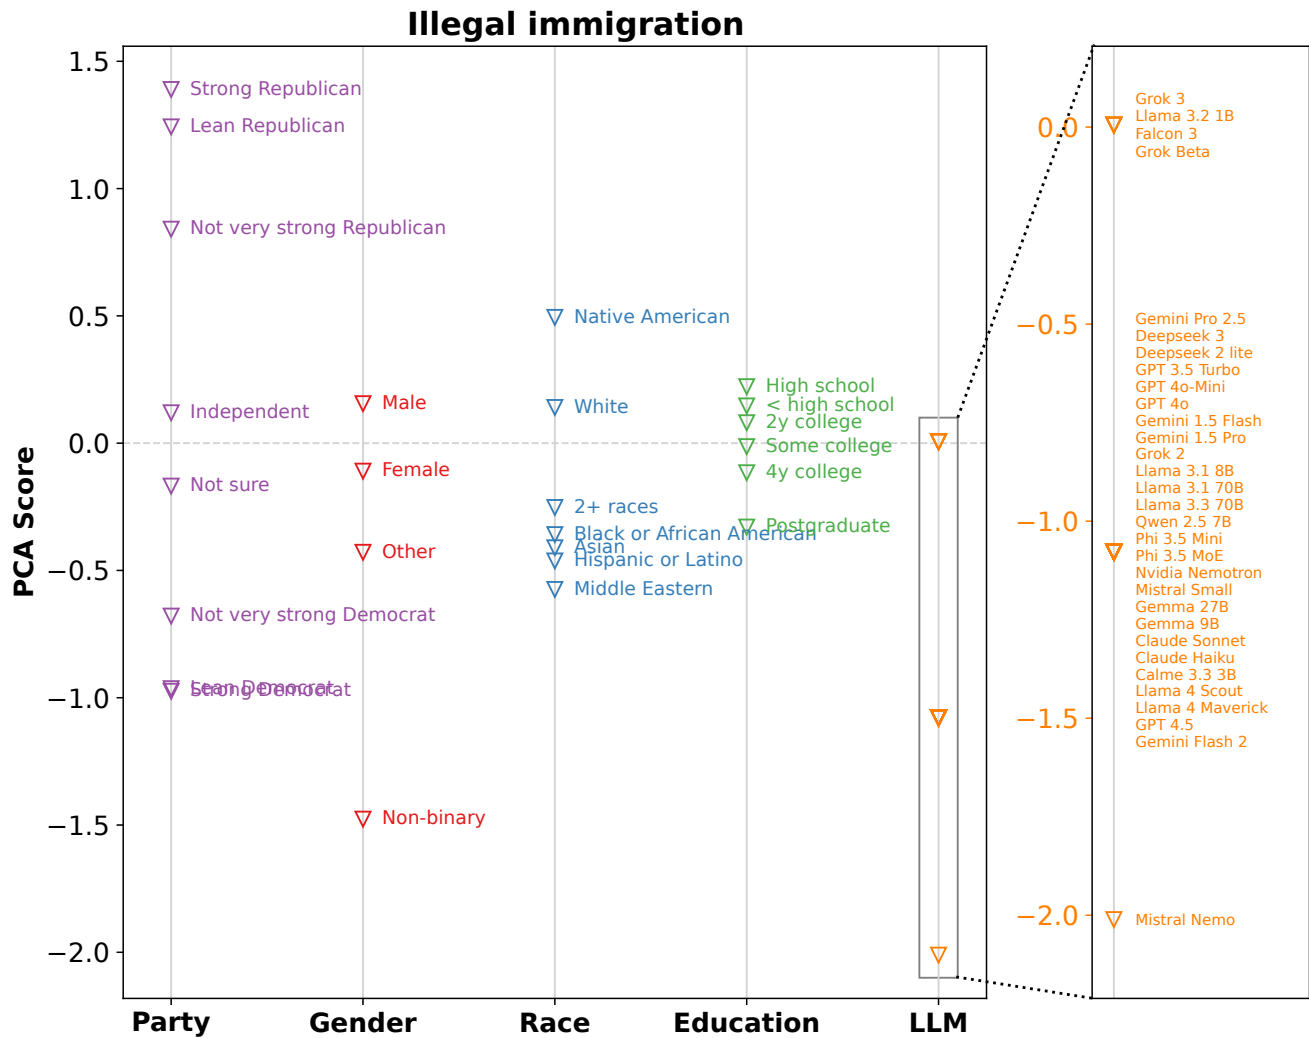 Illegal immigration
PCA Score
1.5
1.0
0.5
0.0
−0.5
−1.0
−1.5
−2.0
Strong Republican
Lean Republican
Not very strong Republican
Independent
Not sure
Not very strong Democrat
Lean Democrat
Strong Democrat
Male
Female
Other
Non-binary
Native American
White
2+ races
Black or African American
Asian
Hispanic or Latino
Middle Eastern
High school
< high school
2y college
Some college
4y college
Postgraduate
Party
Gender
Race
Education
LLM
0.0
−0.5
−1.0
−1.5
−2.0
Grok 3
Llama 3.2 1B
Falcon 3
Grok Beta
Gemini Pro 2.5
Deepseek 3
Deepseek 2 lite
GPT 3.5 Turbo
GPT 4o-Mini
GPT 4o
Gemini 1.5 Flash
Gemini 1.5 Pro
Grok 2
Llama 3.1 8B
Llama 3.1 70B
Llama 3.3 70B
Qwen 2.5 7B
Phi 3.5 Mini
Phi 3.5 MoE
Nvidia Nemotron
Mistral Small
Gemma 27B
Gemma 9B
Claude Sonnet
Claude Haiku
Calme 3.3 3B
Llama 4 Scout
Llama 4 Maverick
GPT 4.5
Gemini Flash 2
Mistral Nemo